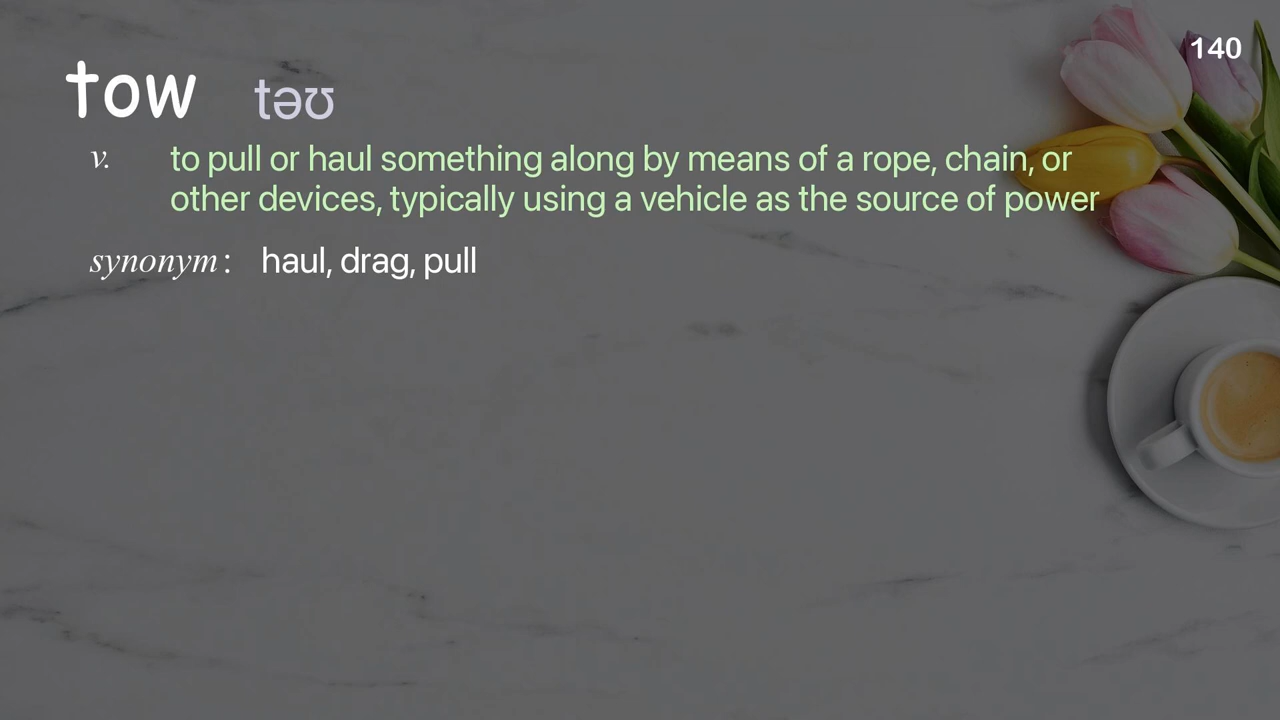 140
tow təʊ
v. to pull or haul something along by means of a rope, chain, or
other devices, typically using a vehicle as the source of power
synonym : haul, drag, pull